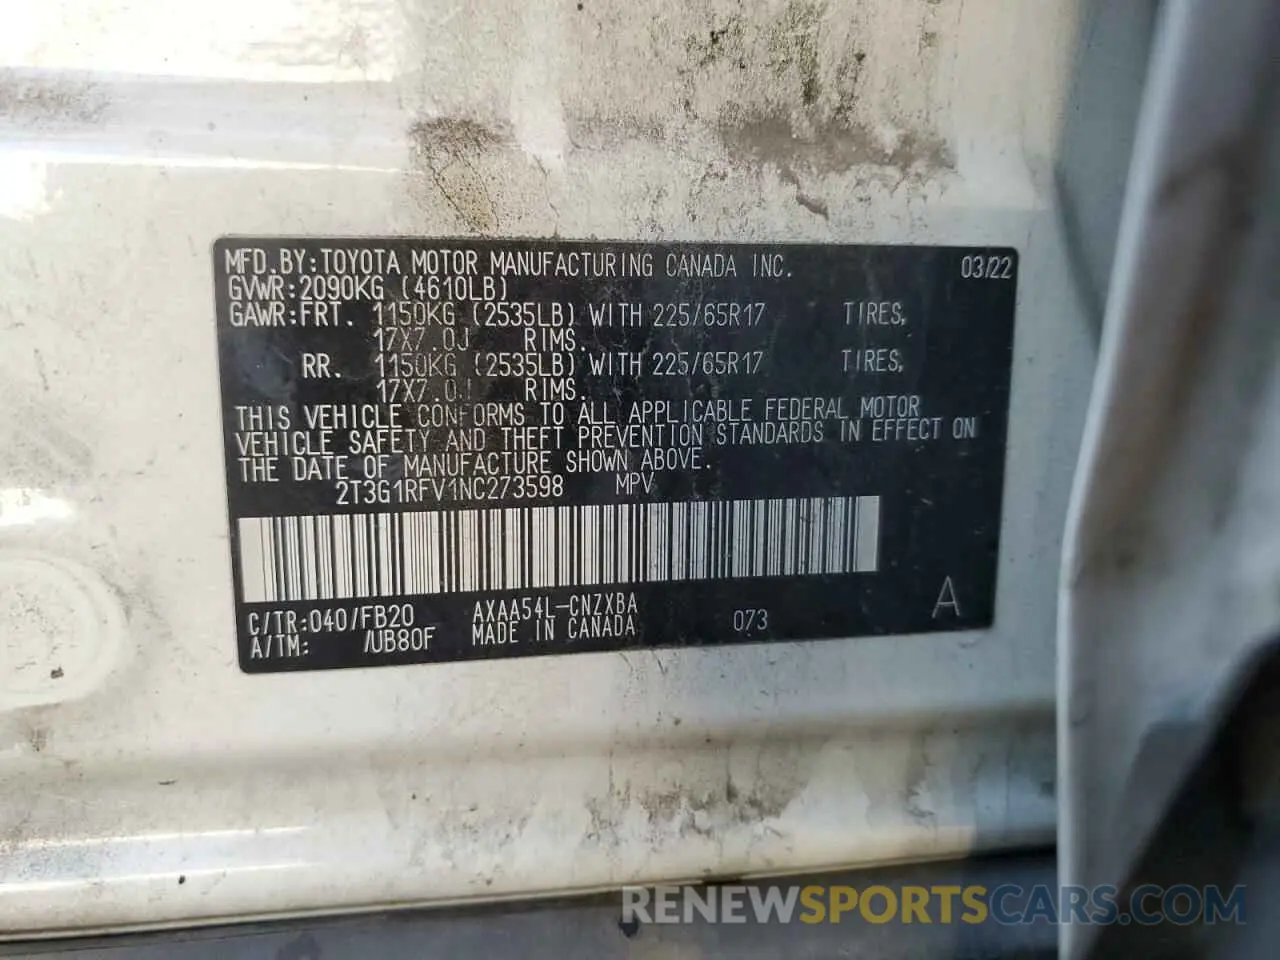 MFD.BY:TOYOTA MOTOR MANUFACTURING CANADA INC. 03/22
GVWR:2090KG (4610LB)
GAWR:FRT. 1150KG (2535LB) WITH 225/65R17 TIRES,
17X7.0J RIMS.
RR. 1150KG (2535LB) WITH 225/65R17 TIRES,
17X7.0J RIMS.
THIS VEHICLE CONFORMS TO ALL APPLICABLE FEDERAL MOTOR
VEHICLE SAFETY AND THEFT PREVENTION STANDARDS IN EFFECT ON
THE DATE OF MANUFACTURE SHOWN ABOVE.
2T3G1RFV1NC273598 MPV
C/TR:040/FB20 AXAA54L-CNZXBA 073 A
A/TM: /UB80F MADE IN CANADA
RENEWSPORTSCARS.COM